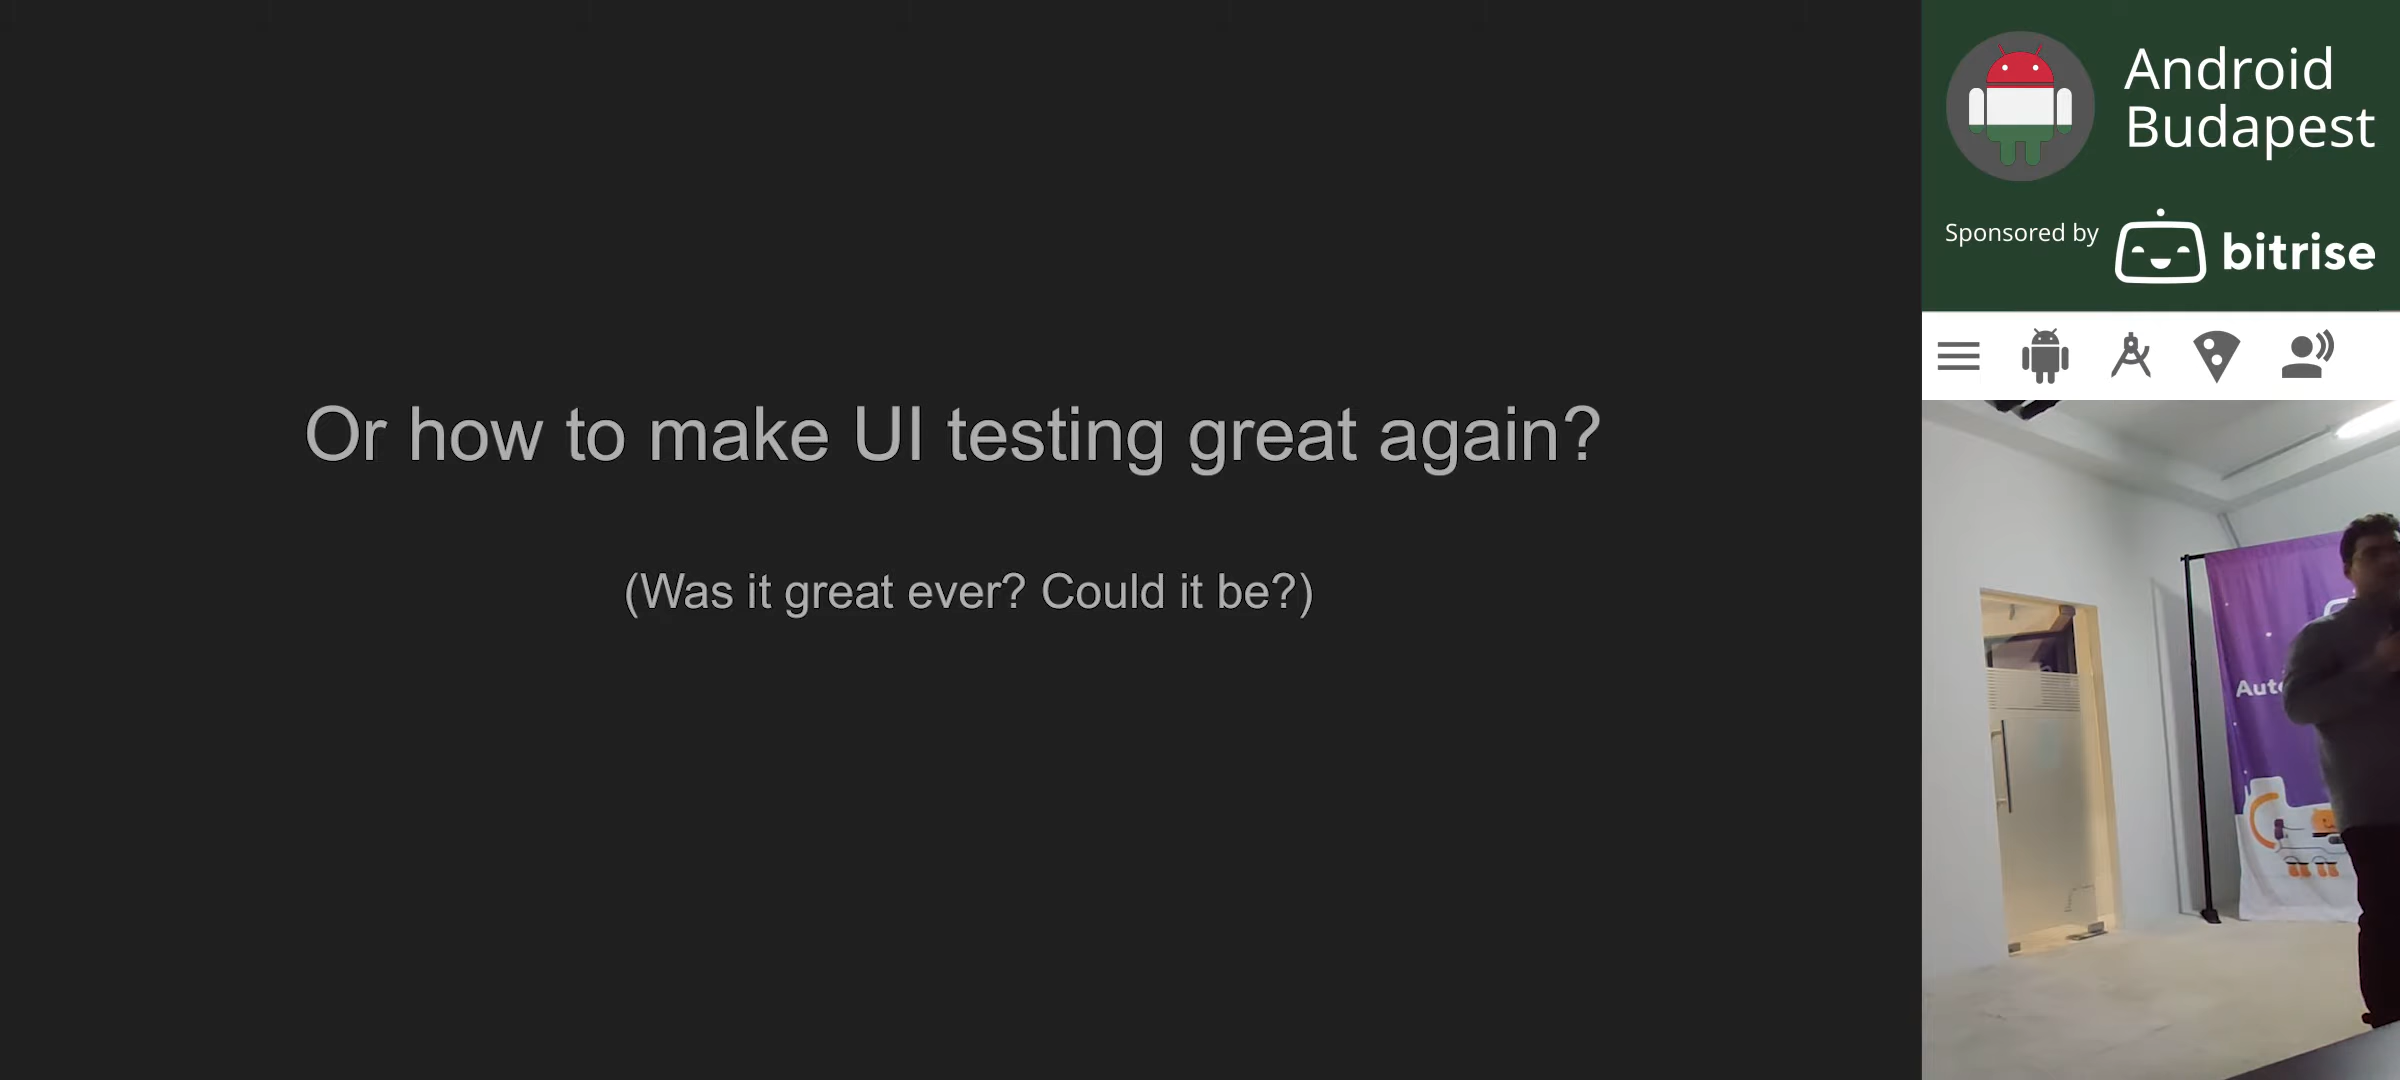 Or how to make UI testing great again?
(Was it great ever? Could it be?)
Android
Budapest
Sponsored by
bitrise